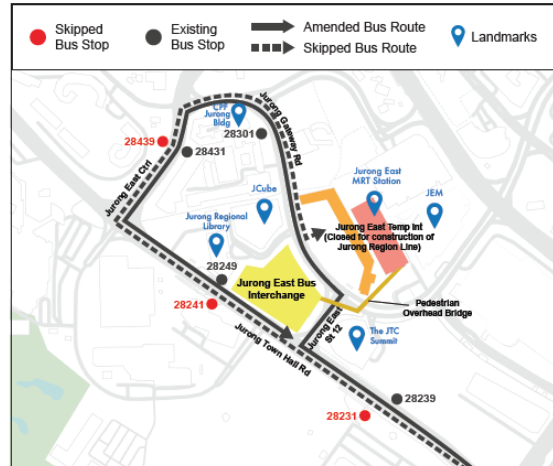 Skipped
Bus Stop
Existing
Bus Stop
Amended Bus Route
Skipped Bus Route
Landmarks
CPF
Jurong
Bldg
28301
Jurong Gateway Rd
28439
28431
Jurong East Ctrl
JCube
Jurong East
MRT Station
JEM
Jurong Regional
Library
Jurong East Temp Int
(Closed for construction of
Jurong Region Line)
28249
Jurong East Bus
Interchange
28241
Pedestrian
Overhead Bridge
Jurong East
St 12
The JTC
Summit
Jurong Town Hall Rd
28239
28231